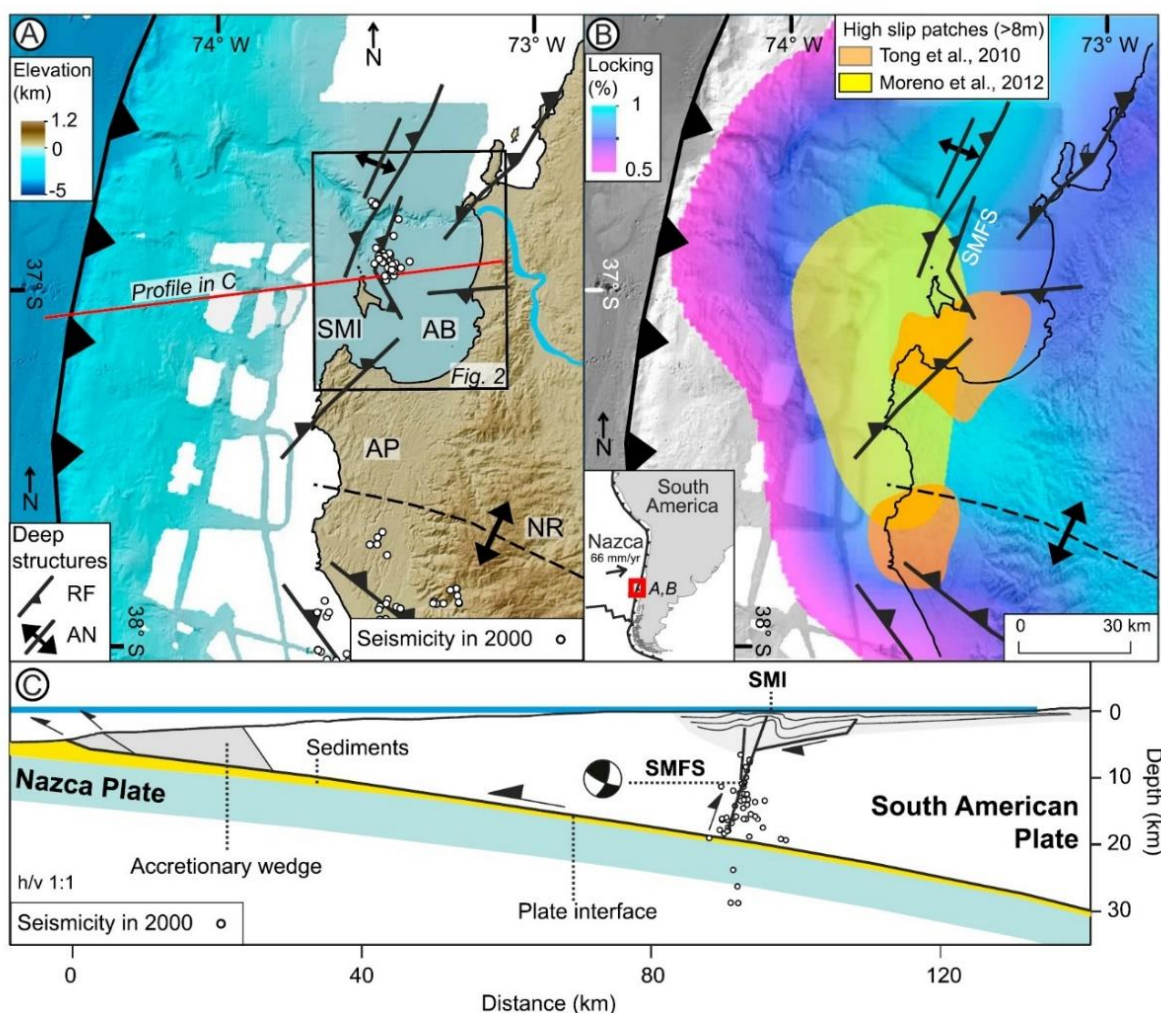 A
74° W
73° W
N
Elevation
(km)
1.2
0
-5
37° S
Profile in C
SMI
AB
Fig. 2
AP
NR
N
Deep
structures
RF
AN
38° S
Seismicity in 2000
B
74° W
73° W
High slip patches (>8m)
Tong et al., 2010
Moreno et al., 2012
Locking
(%)
1
0.5
SMFS
37° S
N
South
America
Nazca
66 mm/yr
A,B
38° S
0 30 km
C
SMI
0
Sediments
Nazca Plate
SMFS
10
South American
Plate
Depth (km)
20
Accretionary wedge
h/v 1:1
Plate interface
30
Seismicity in 2000
0 40 80 120
Distance (km)